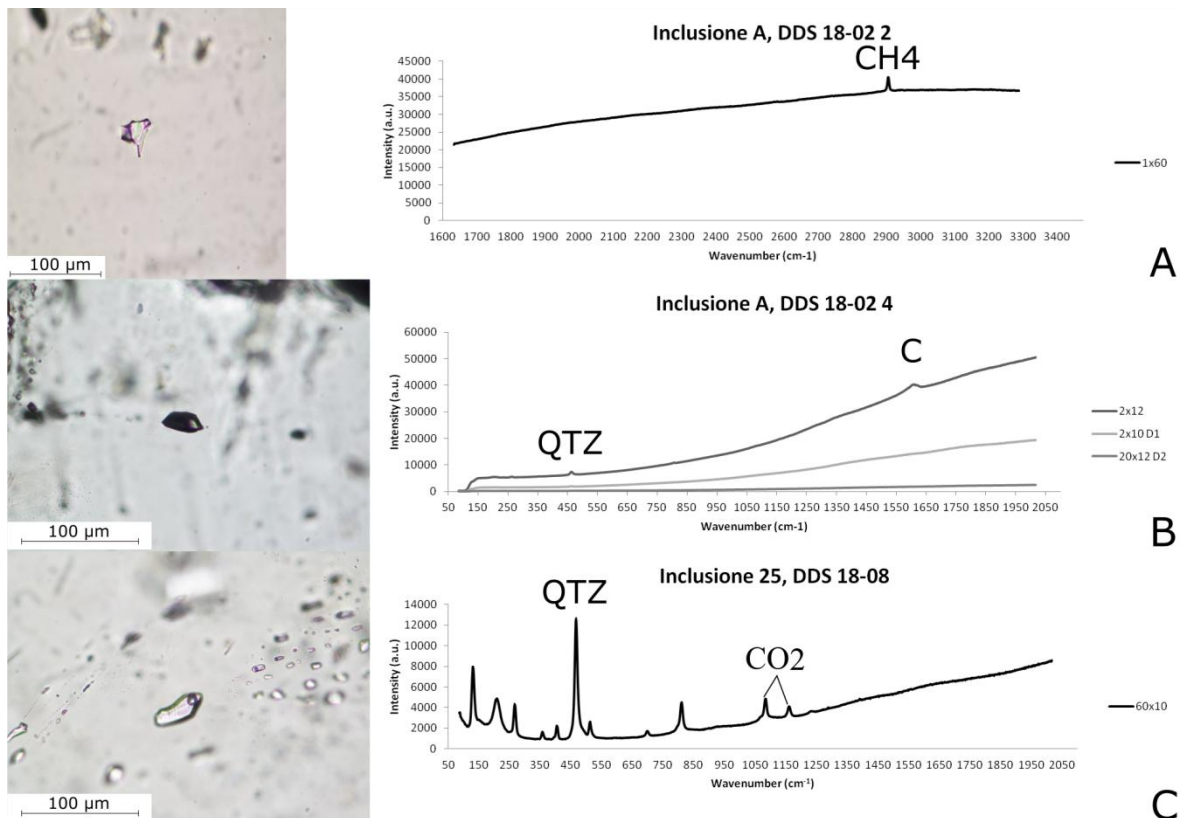 Inclusione A, DDS 18-02 2
CH4
45000
40000
35000
30000
25000
20000
15000
10000
5000
0
Intensity (a.u.)
1600 1700 1800 1900 2000 2100 2200 2300 2400 2500 2600 2700 2800 2900 3000 3100 3200 3300 3400
Wavenumber (cm-1)
1x60
100 µm
A
Inclusione A, DDS 18-02 4
C
QTZ
60000
50000
40000
30000
20000
10000
0
Intensity (a.u.)
50 150 250 350 450 550 650 750 850 950 1050 1150 1250 1350 1450 1550 1650 1750 1850 1950 2050
Wavenumber (cm-1)
2x12
2x10 D1
20x12 D2
100 µm
B
Inclusione 25, DDS 18-08
QTZ
CO2
14000
12000
10000
8000
6000
4000
2000
0
Intensity (a.u.)
50 150 250 350 450 550 650 750 850 950 1050 1150 1250 1350 1450 1550 1650 1750 1850 1950 2050
Wavenumber (cm⁻¹)
60x10
100 µm
C